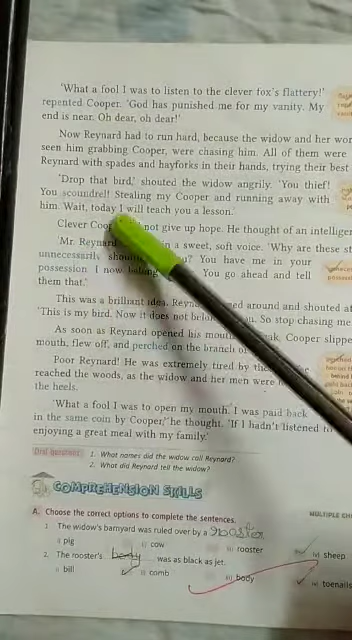 'What a fool I was to listen to the clever fox's flattery!'
repented Cooper. 'God has punished me for my vanity. My
end is near. Oh dear, oh dear!'
Now Reynard had to run hard, because the widow and her
seen him grabbing Cooper, were chasing him. All of them were
Reynard with spades and hayforks in their hands, trying their best
'Drop that bird,' shouted the widow angrily. 'You thief!
You scoundrel! Stealing my Cooper and running away with
him. Wait, today I will teach you a lesson.'
Clever not give up hope. He thought of an
'Mr. in a sweet, soft voice. 'Why are these
unnecessarily You have me in your
possession. I now You go ahead and tell
them that.'
This was a brilliant idea. around and shouted at
'This is my bird. Now it does not So stop chasing me
As soon as Reynard opened his Cooper
mouth, flew off, and perched on the branch of
Poor Reynard! He was extremely tired by the
reached the woods, as the widow and her men were
the heels.
'What a fool I was to open my mouth. I was paid back
in the same coin by Cooper,' he thought. 'If I hadn't listened
enjoying a great meal with my family.'
Oral questions 1. What names did the widow call Reynard?
2. What did Reynard tell the widow?
COMPREHENSION SKILLS
A. Choose the correct options to complete the sentences. MULTIPLE
1. The widow's barnyard was ruled over by a
i) pig ii) cow iii) rooster iv) sheep
2. The rooster's was as black as jet.
i) bill ii) comb iii) body iv) toenails